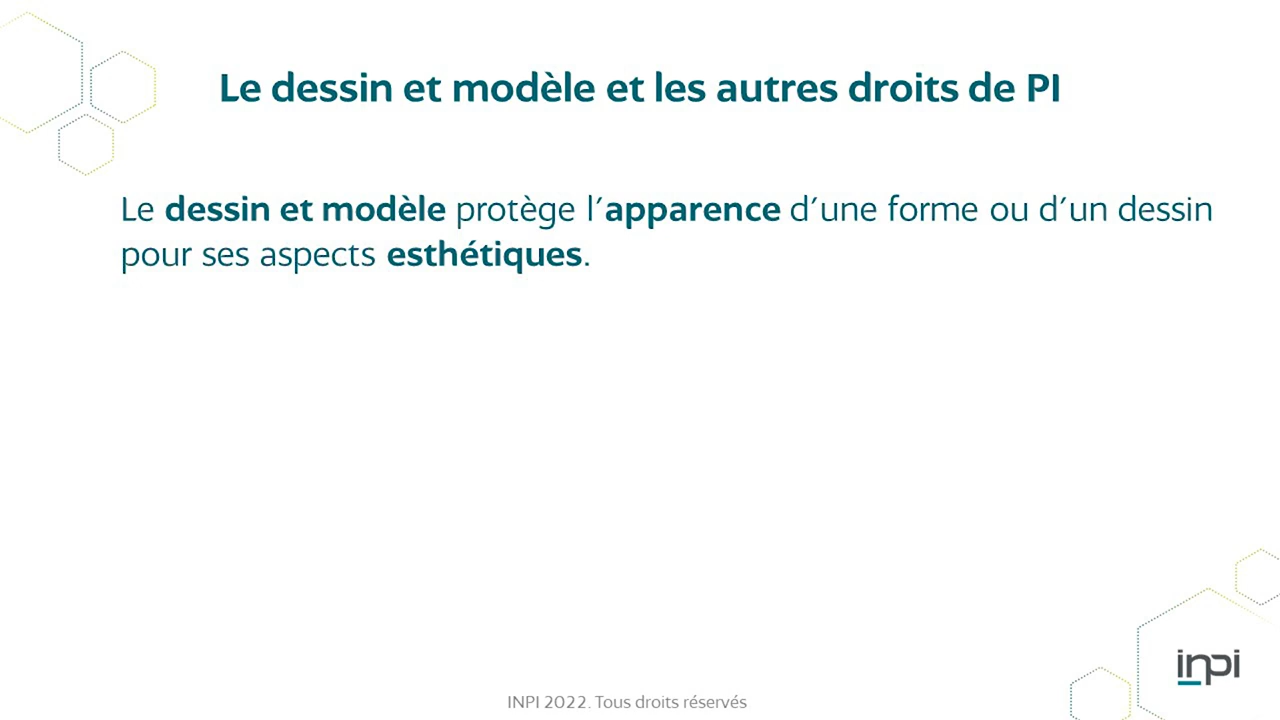 Le dessin et modèle et les autres droits de PI
Le dessin et modèle protège l’apparence d’une forme ou d’un dessin
pour ses aspects esthétiques.
inpi
INPI 2022. Tous droits réservés